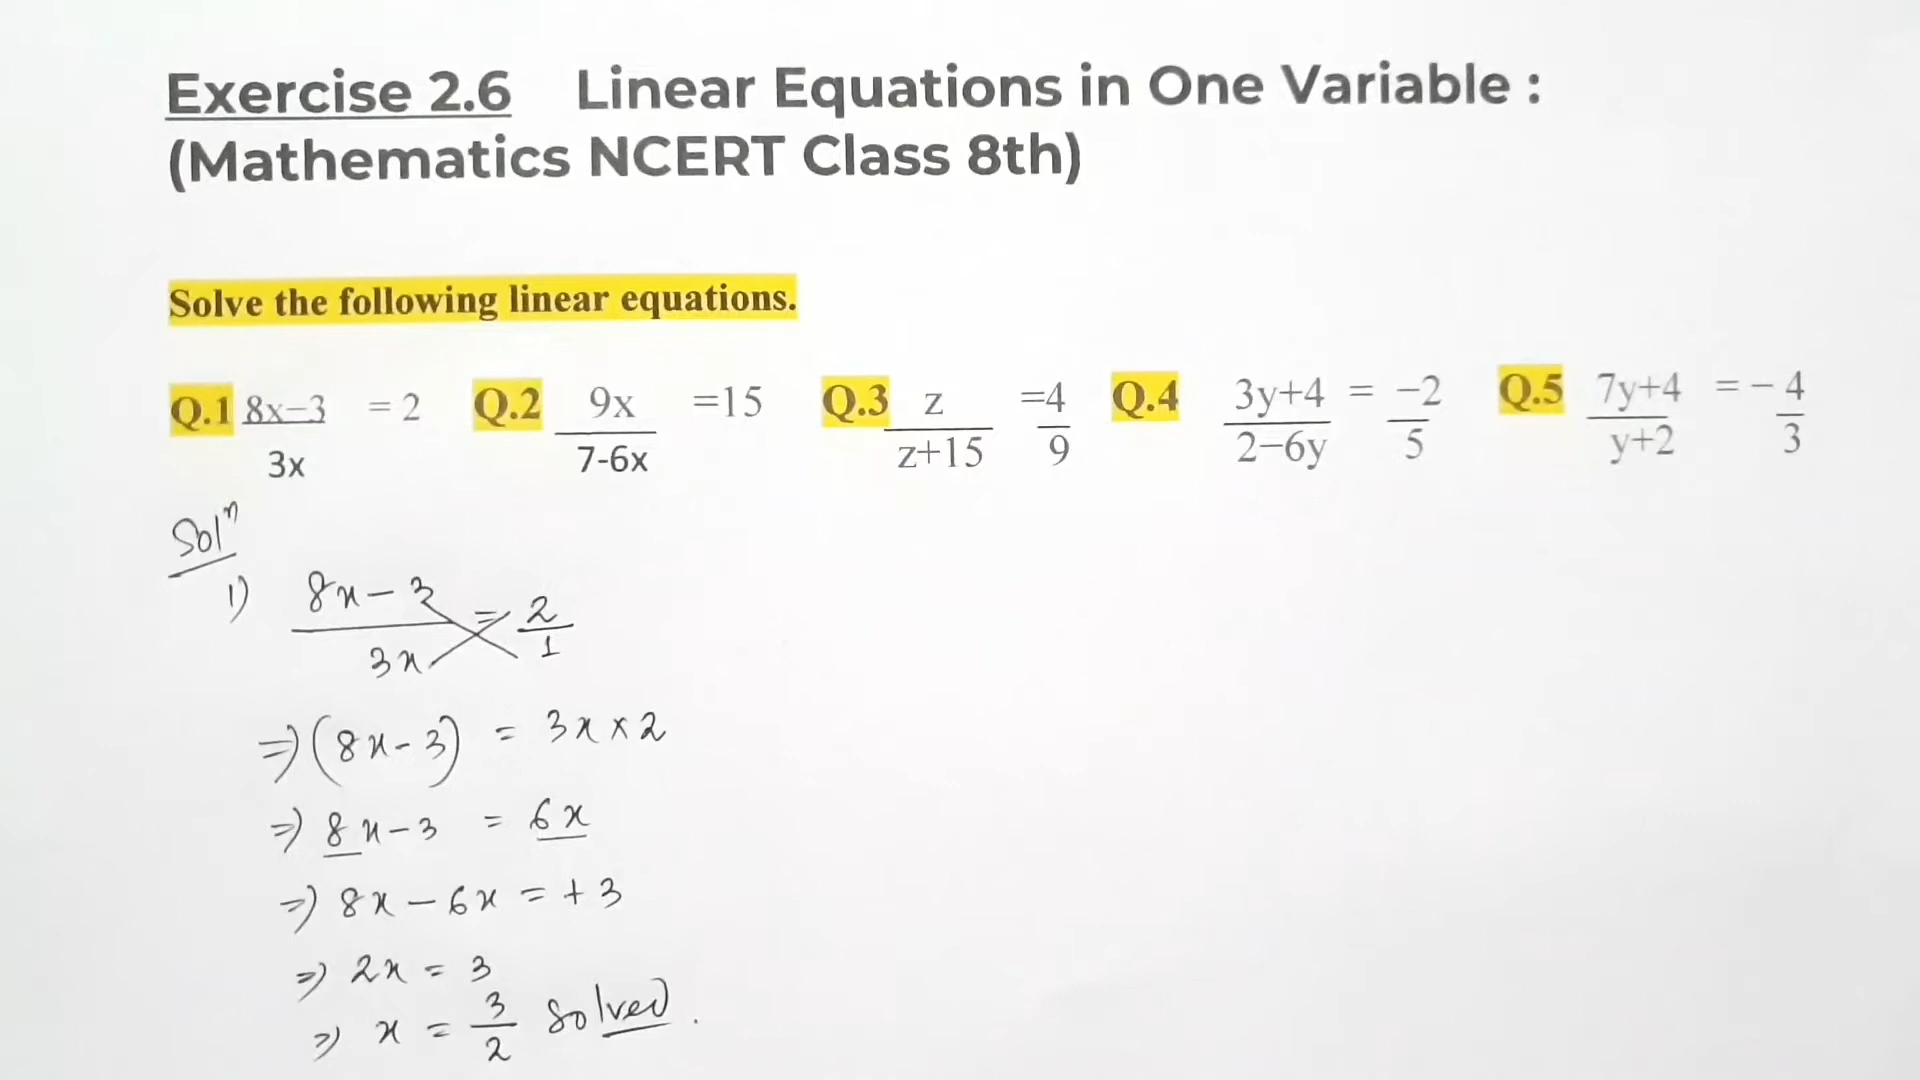 Exercise 2.6 Linear Equations in One Variable :
(Mathematics NCERT Class 8th)
Solve the following linear equations.
Q.1 8x–3 = 2 Q.2 9x =15 Q.3 z =4 Q.4 3y+4 = –2 Q.5 7y+4 = – 4
3x 7-6x z+15 9 2–6y 5 y+2 3
Solⁿ
1) 8x – 3 = 2
3x 1
⇒ (8x - 3) = 3x × 2
⇒ 8x – 3 = 6x
⇒ 8x – 6x = + 3
⇒ 2x = 3
⇒ x = 3/2 Solved.